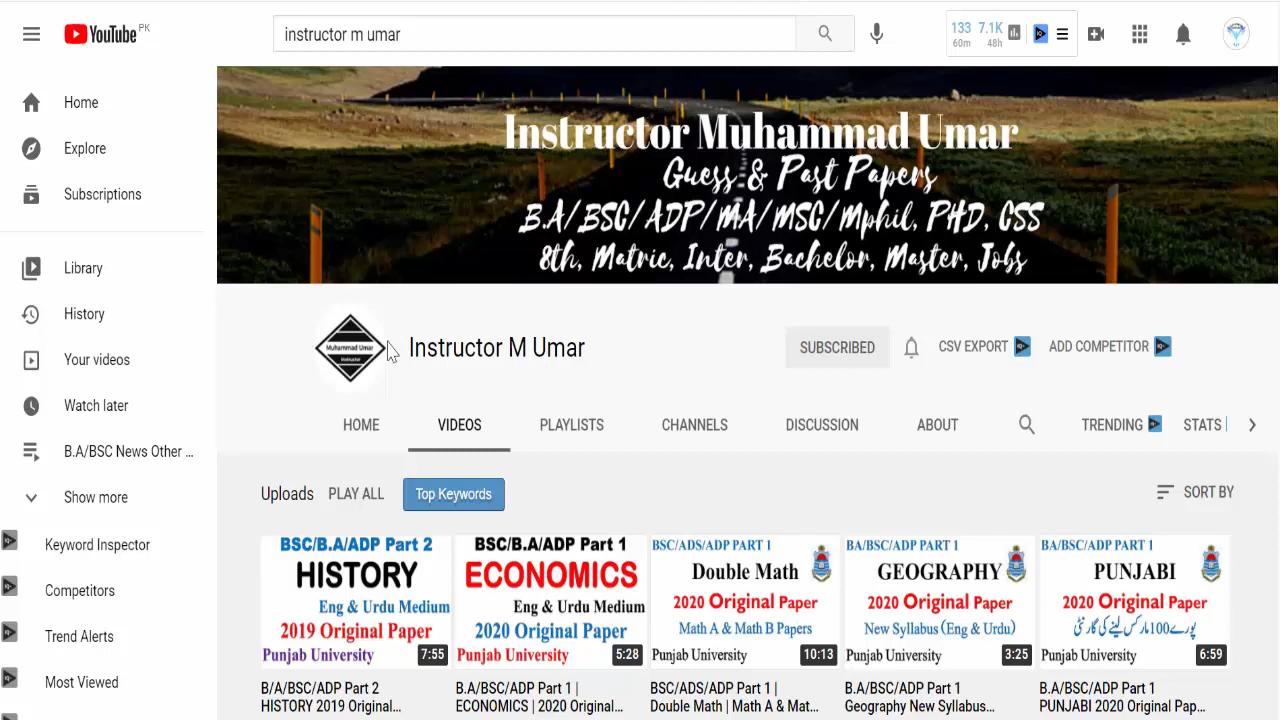 YouTube PK
instructor m umar
133 7.1K
60m 48h
Home
Explore
Subscriptions
Library
History
Your videos
Watch later
B.A/BSC News Other ...
Show more
Keyword Inspector
Competitors
Trend Alerts
Most Viewed
Instructor Muhammad Umar
Guess & Past Papers
B.A/BSC/ADP/MA/MSC/Mphil, PHD, CSS
8th, Matric, Inter, Bachelor, Master, Jobs
Muhammad Umar
Instructor M Umar
SUBSCRIBED
CSV EXPORT
ADD COMPETITOR
HOME VIDEOS PLAYLISTS CHANNELS DISCUSSION ABOUT TRENDING STATS
Uploads PLAY ALL Top Keywords SORT BY
BSC/B.A/ADP Part 2
HISTORY
Eng & Urdu Medium
2019 Original Paper
Punjab University
7:55
B/A/BSC/ADP Part 2
HISTORY 2019 Original...
BSC/B.A/ADP Part 1
ECONOMICS
Eng & Urdu Medium
2020 Original Paper
Punjab University
5:28
B.A/BSC/ADP Part 1 |
ECONOMICS | 2020 Original...
BSC/ADS/ADP PART 1
Double Math
2020 Original Paper
Math A & Math B Papers
Punjab University
10:13
BSC/ADS/ADP Part 1 |
Double Math | Math A & Mat...
BA/BSC/ADP PART 1
GEOGRAPHY
2020 Original Paper
New Syllabus (Eng & Urdu)
Punjab University
3:25
B.A/BSC/ADP Part 1
Geography New Syllabus...
BA/BSC/ADP PART 1
PUNJABI
2020 Original Paper
پورے 100 مارکس لینے کی گارنٹی
Punjab University
6:59
B.A/BSC/ADP Part 1
PUNJABI 2020 Original Pap...